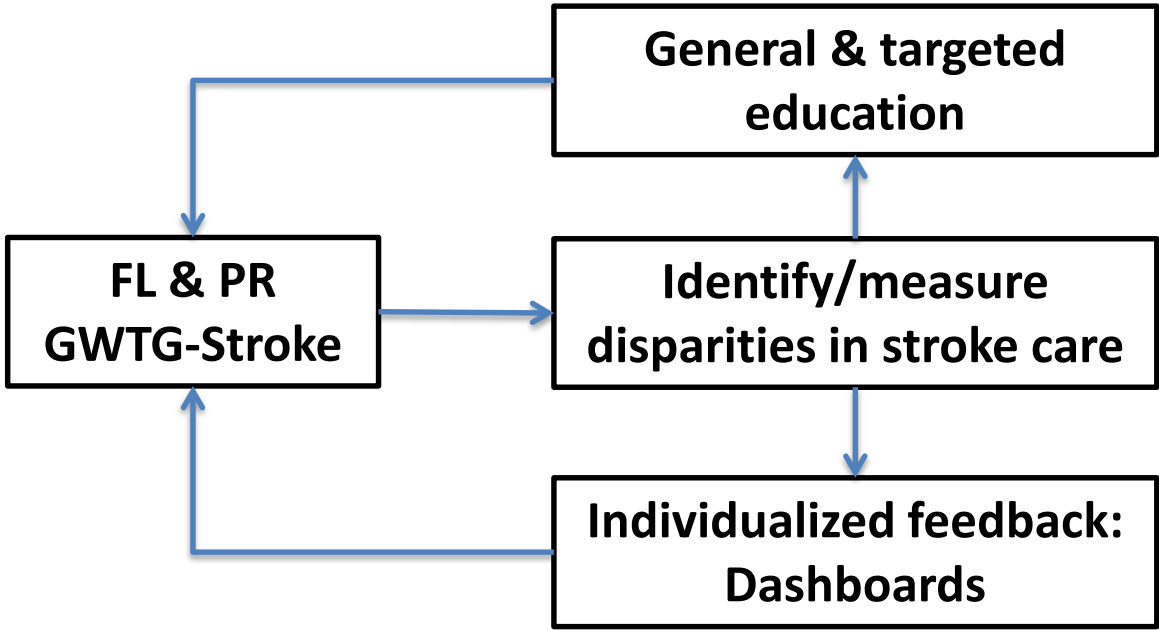 General & targeted
education
FL & PR
GWTG-Stroke
Identify/measure
disparities in stroke care
Individualized feedback:
Dashboards